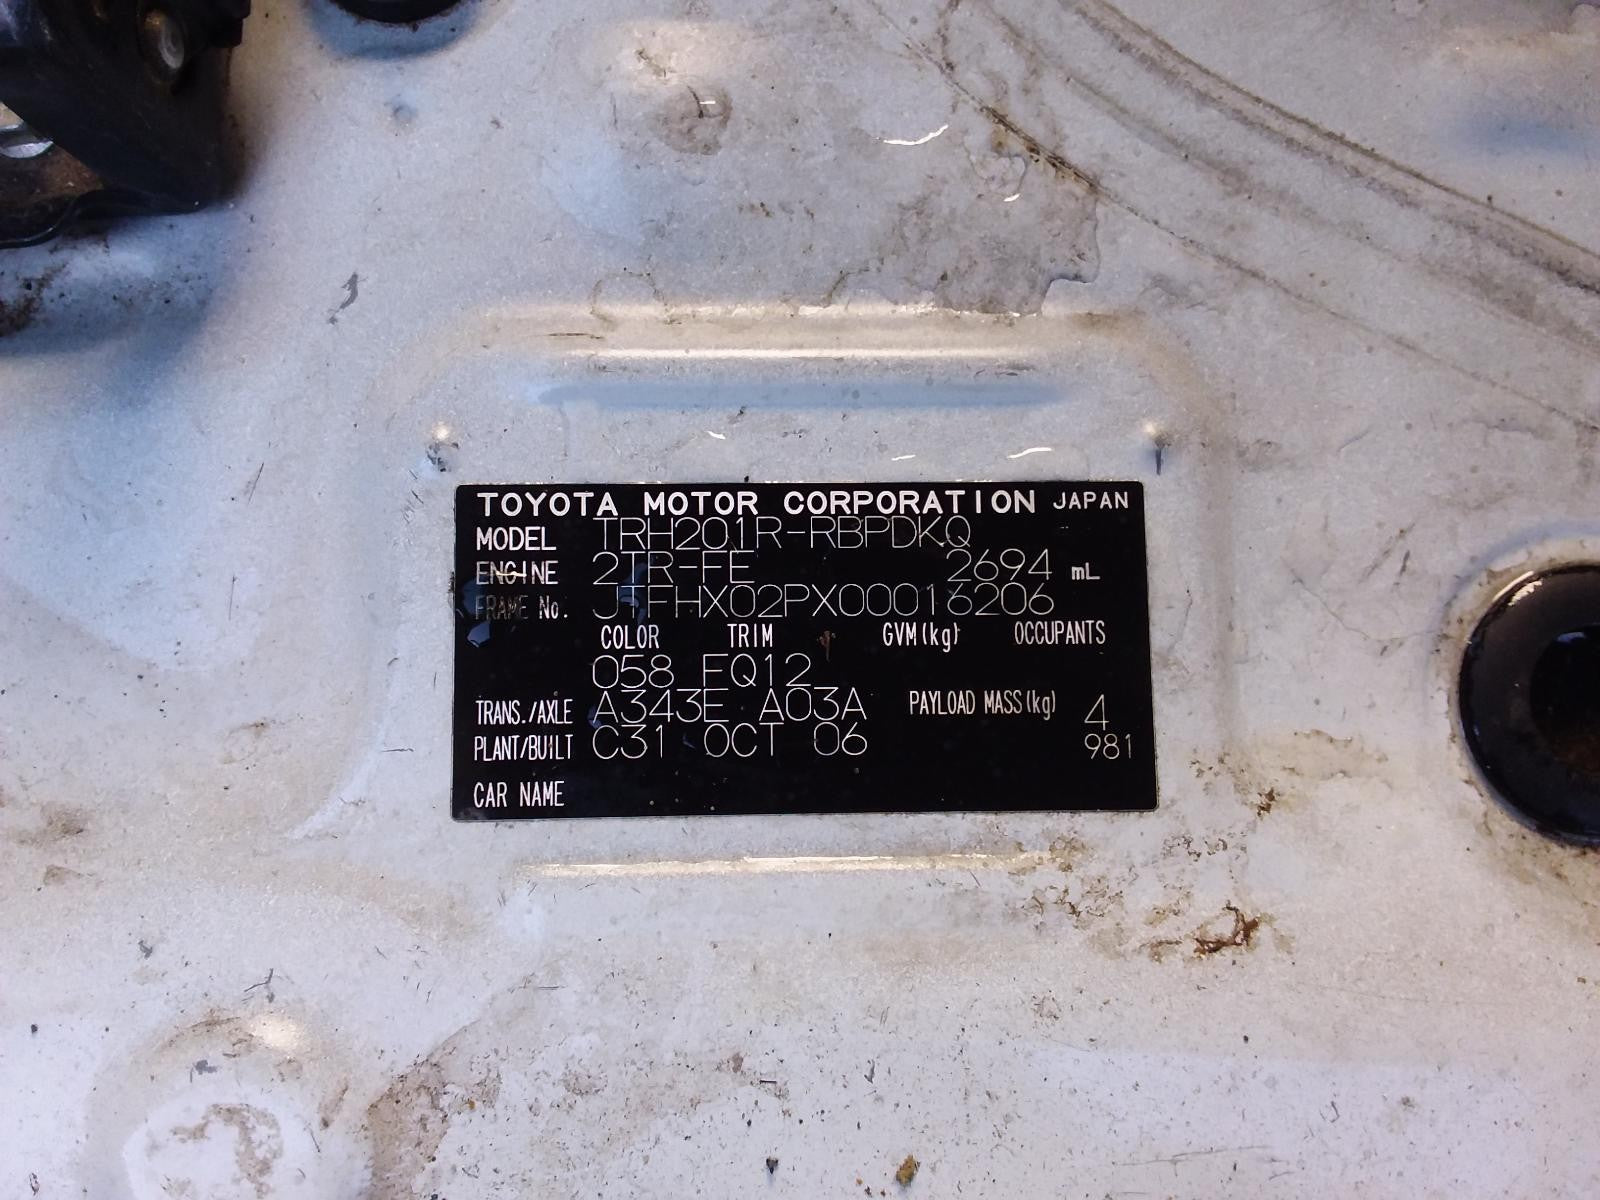 TOYOTA MOTOR CORPORATION JAPAN
MODEL TRH201R-RBPDKQ
ENGINE 2TR-FE 2694 mL
FRAME No. JTFHX02PX00016206
COLOR TRIM GVM(kg) OCCUPANTS
058 FQ12
TRANS./AXLE A343E A03A PAYLOAD MASS(kg) 4
PLANT/BUILT C31 OCT 06 981
CAR NAME